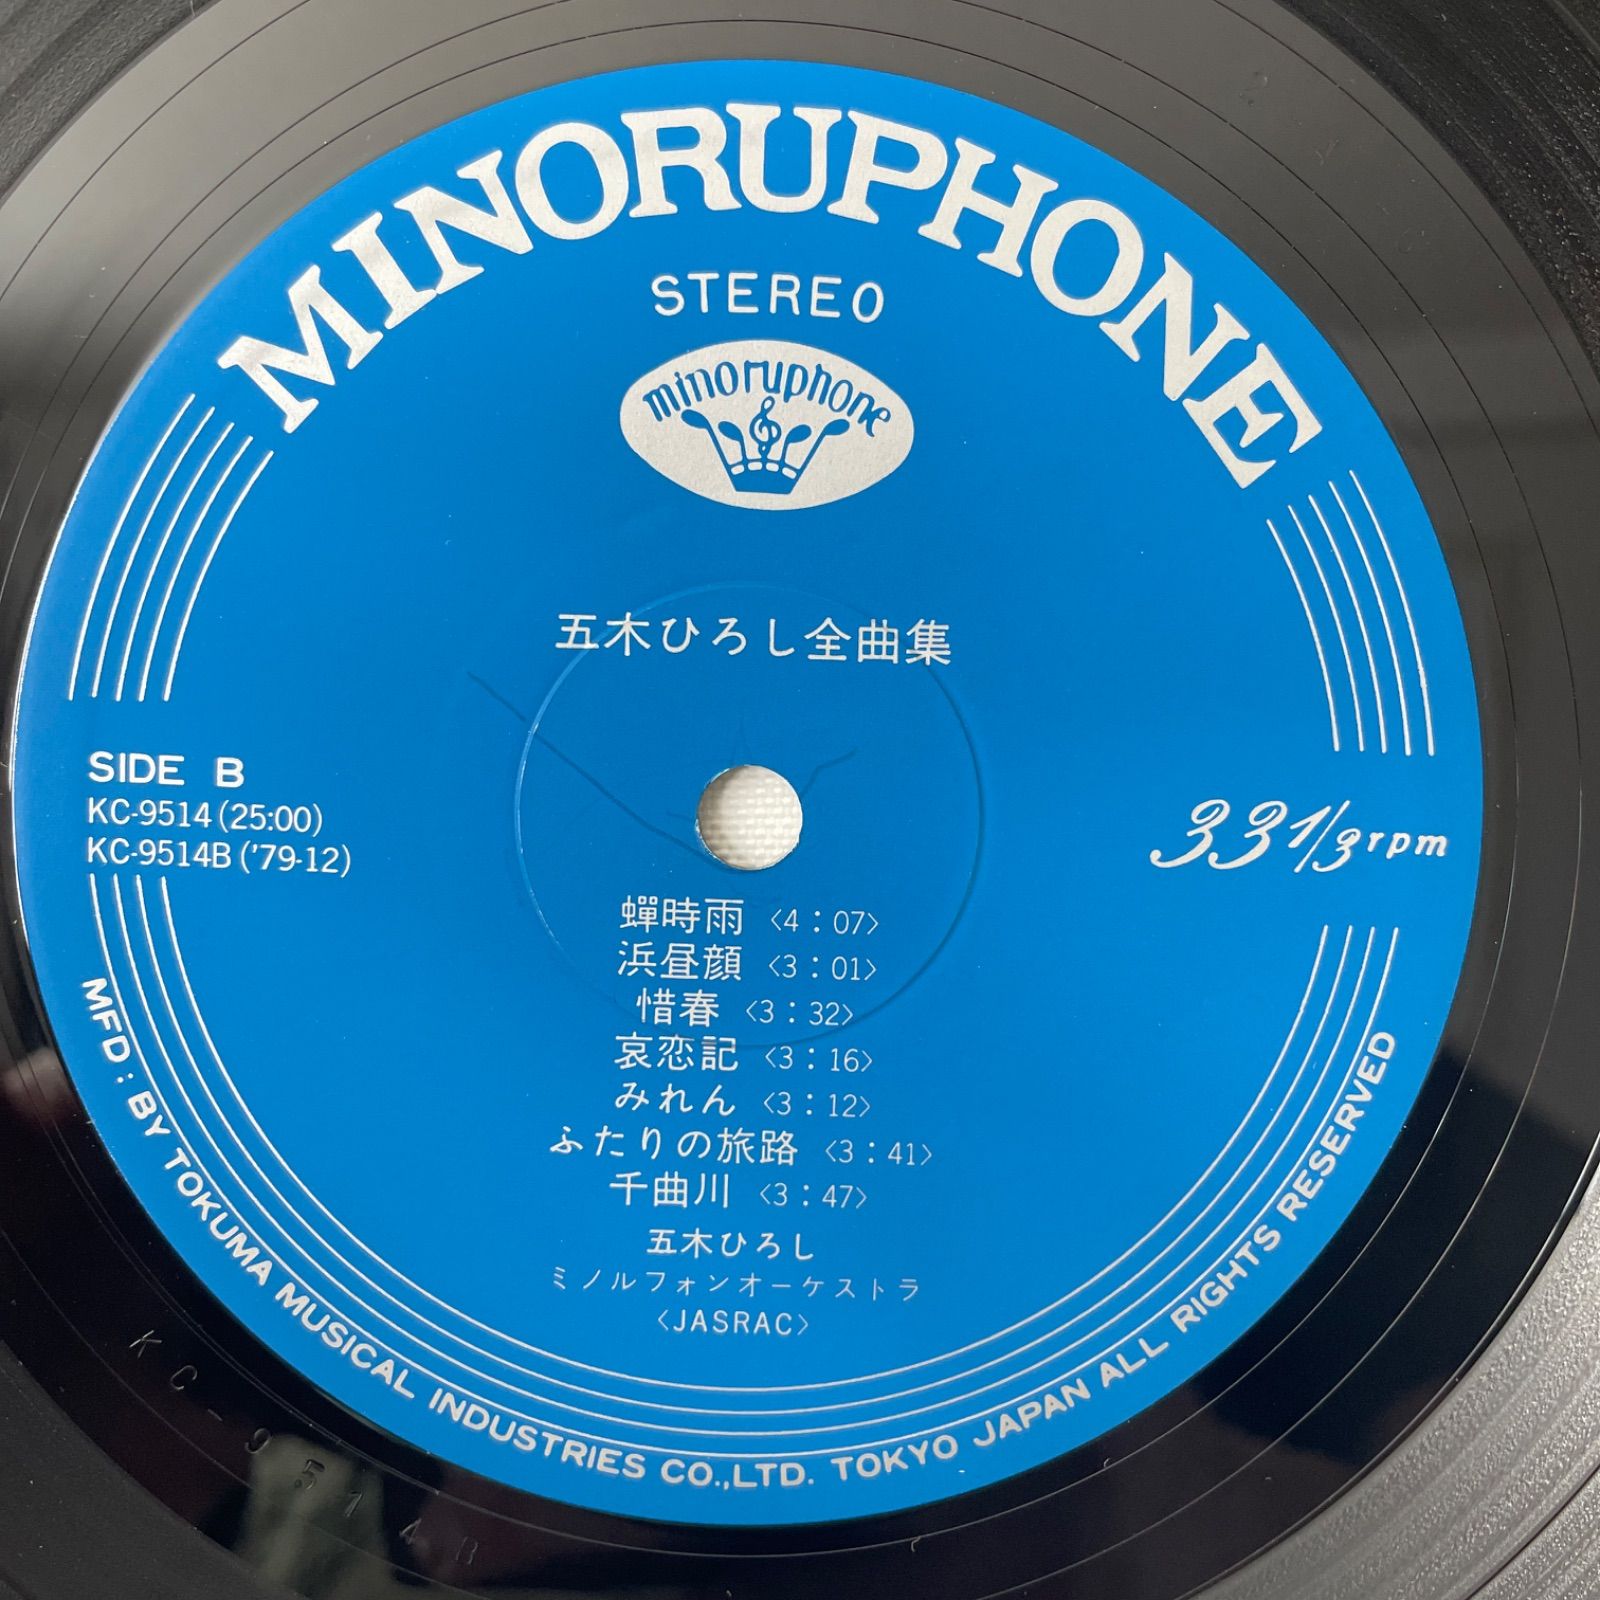 MINORUPHONE
STEREO
minoruphone
五木ひろし全曲集
SIDE B
KC-9514 (25:00)
KC-9514B ('79-12)
33 1/3 rpm
蟬時雨 〈4：07〉
浜昼顔 〈3：01〉
惜春 〈3：32〉
哀恋記 〈3：16〉
みれん 〈3：12〉
ふたりの旅路 〈3：41〉
千曲川 〈3：47〉
五木ひろし
ミノルフォンオーケストラ
〈JASRAC〉
MFD: BY TOKUMA MUSICAL INDUSTRIES CO.,LTD. TOKYO JAPAN ALL RIGHTS RESERVED
KC-9514B